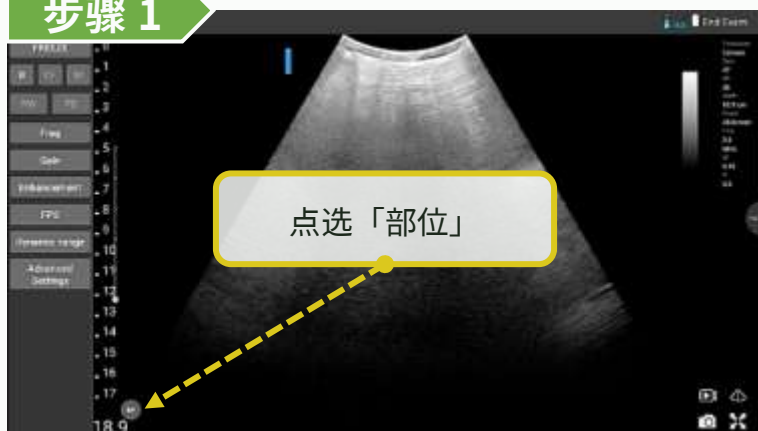 步骤 1
FREEZE
End Exam
Freq
Gain
Enhancement
FPS
Dynamic range
Advanced
Settings
0
1
2
3
4
5
6
7
8
9
10
11
12
13
14
15
16
17
18.9
点选「部位」